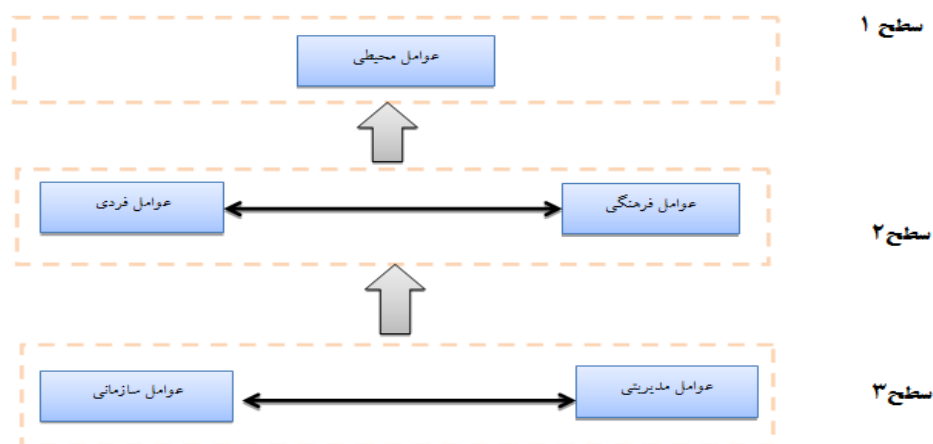 سطح ۱
عوامل محیطی
عوامل فرهنگی
عوامل فردی
سطح۲
عوامل مدیریتی
عوامل سازمانی
سطح۳